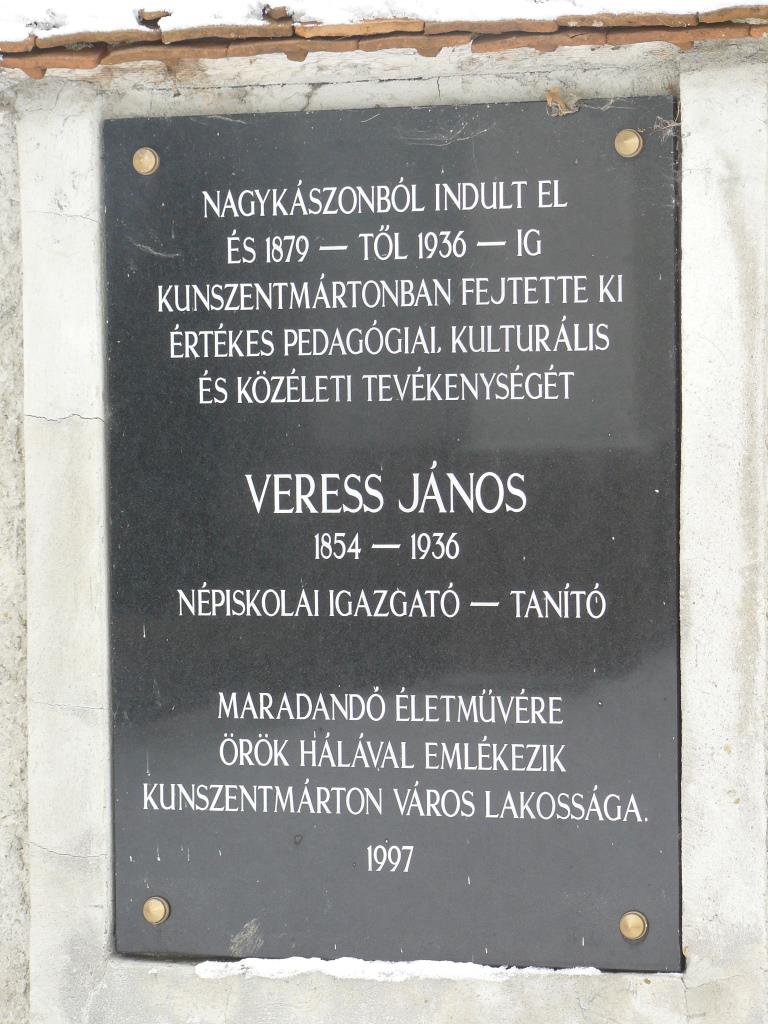 NAGYKÁSZONBÓL INDULT EL
ÉS 1879 — TŐL 1936 — IG
KUNSZENTMÁRTONBAN FEJTETTE KI
ÉRTÉKES PEDAGÓGIAI, KULTURÁLIS
ÉS KÖZÉLETI TEVÉKENYSÉGÉT
VERESS JÁNOS
1854 — 1936
NÉPISKOLAI IGAZGATÓ — TANÍTÓ
MARADANDÓ ÉLETMŰVÉRE
ÖRÖK HÁLÁVAL EMLÉKEZIK
KUNSZENTMÁRTON VÁROS LAKOSSÁGA.
1997